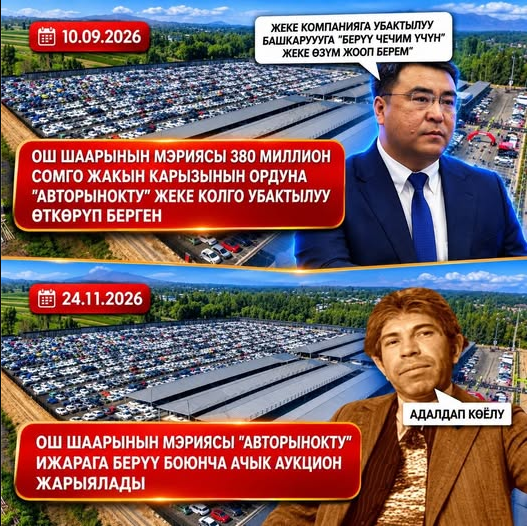 10.09.2026
ЖЕКЕ КОМПАНИЯГА УБАКТЫЛУУ
БАШКАРУУУГА "БЕРҮҮ ЧЕЧИМ ҮЧҮН"
ЖЕКЕ ӨЗҮМ ЖООП БЕРЕМ"
ОШ ШААРЫНЫН МЭРИЯСЫ 380 МИЛЛИОН
СОМГО ЖАКЫН КАРЫЗЫНЫН ОРДУНА
"АВТОРЫНОКТУ" ЖЕКЕ КОЛГО УБАКТЫЛУУ
ӨТКӨРҮП БЕРГЕН
24.11.2026
АДАЛДАП КӨЁЛҮ
ОШ ШААРЫНЫН МЭРИЯСЫ "АВТОРЫНОКТУ"
ИЖАРАГА БЕРҮҮ БОЮНЧА АЧЫК АУКЦИОН
ЖАРЫЯЛАДЫ